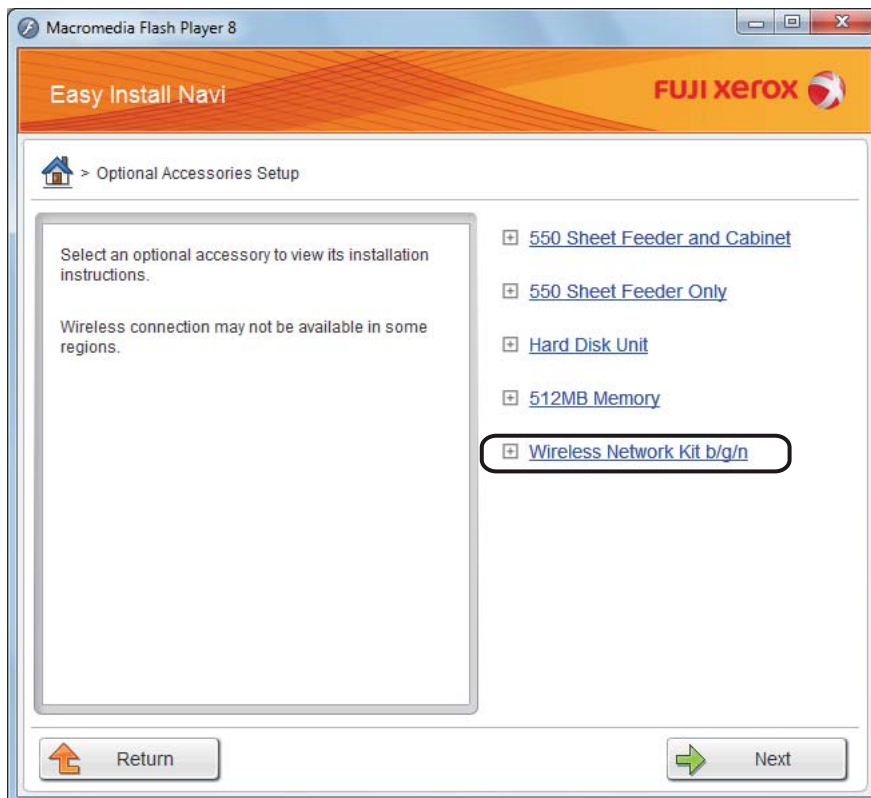 Macromedia Flash Player 8
Easy Install Navi
FUJI xerox
> Optional Accessories Setup
Select an optional accessory to view its installation
instructions.
Wireless connection may not be available in some
regions.
550 Sheet Feeder and Cabinet
550 Sheet Feeder Only
Hard Disk Unit
512MB Memory
Wireless Network Kit b/g/n
Return
Next